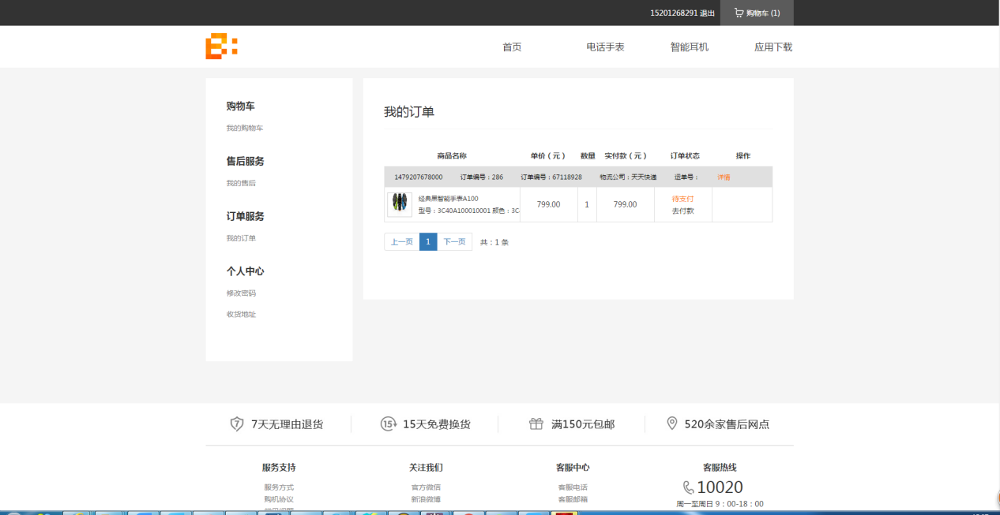 15201268291 退出 购物车 (1)
首页 电话手表 智能耳机 应用下载
购物车
我的购物车
售后服务
我的售后
订单服务
我的订单
个人中心
修改密码
收货地址
我的订单
商品名称 单价（元） 数量 实付款（元） 订单状态 操作
1479207678000 订单编号：286 订单编号：67118928 物流公司：天天快递 运单号： 详情
经典黑智能手表A100
型号：3C40A100010001 颜色：3C
799.00 1 799.00
待支付
去付款
上一页 1 下一页 共：1 条
7天无理由退货 15天免费换货 满150元包邮 520余家售后网点
服务支持 关注我们 客服中心 客服热线
服务方式 官方微信 客服电话 10020
购机协议 新浪微博 客服邮箱 周一至周日 9：00-18：00